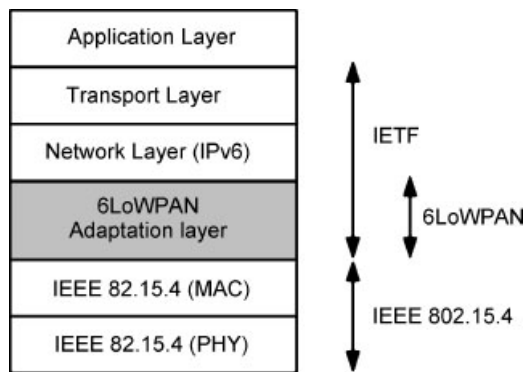 Application Layer
Transport Layer
Network Layer (IPv6)
6LoWPAN
Adaptation layer
IEEE 82.15.4 (MAC)
IEEE 82.15.4 (PHY)
IETF
6LoWPAN
IEEE 802.15.4